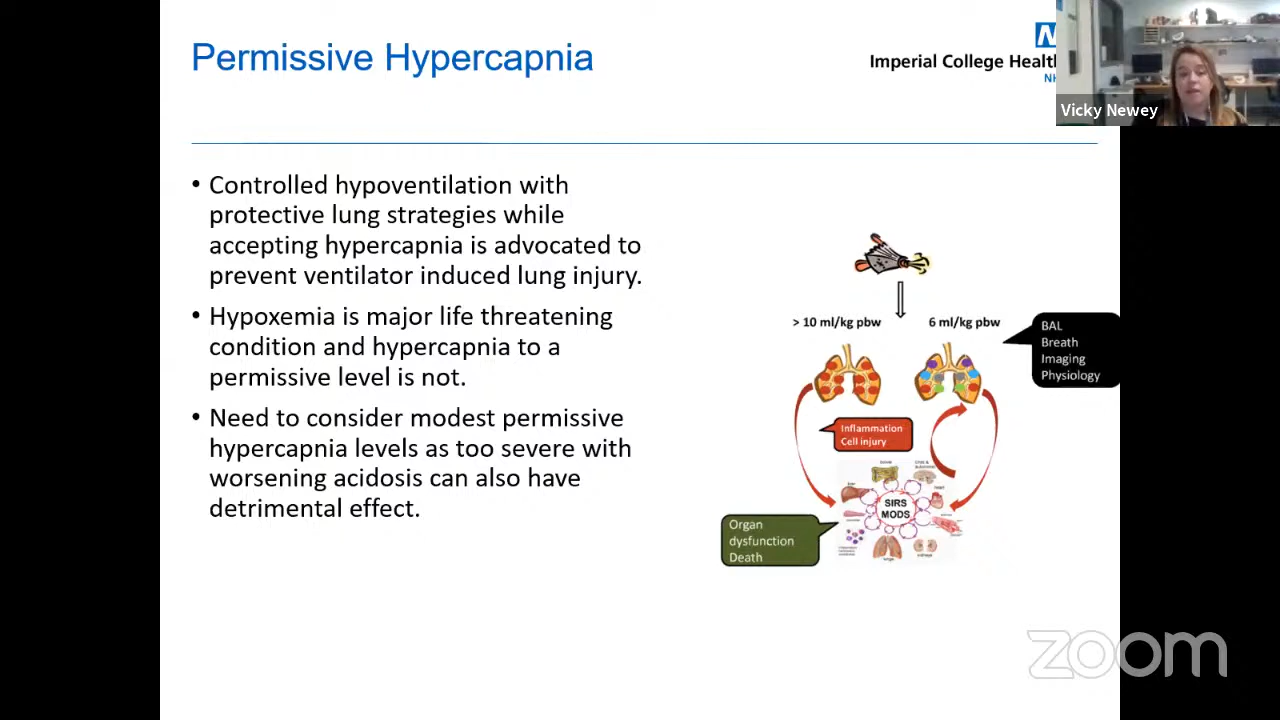 Permissive Hypercapnia
Imperial College Health
Vicky Newey
• Controlled hypoventilation with
protective lung strategies while
accepting hypercapnia is advocated to
prevent ventilator induced lung injury.
• Hypoxemia is major life threatening
condition and hypercapnia to a
permissive level is not.
• Need to consider modest permissive
hypercapnia levels as too severe with
worsening acidosis can also have
detrimental effect.
> 10 ml/kg pbw
6 ml/kg pbw
BAL
Breath
Imaging
Physiology
Inflammation
Cell injury
SIRS
MODS
Organ
dysfunction
Death
zoom